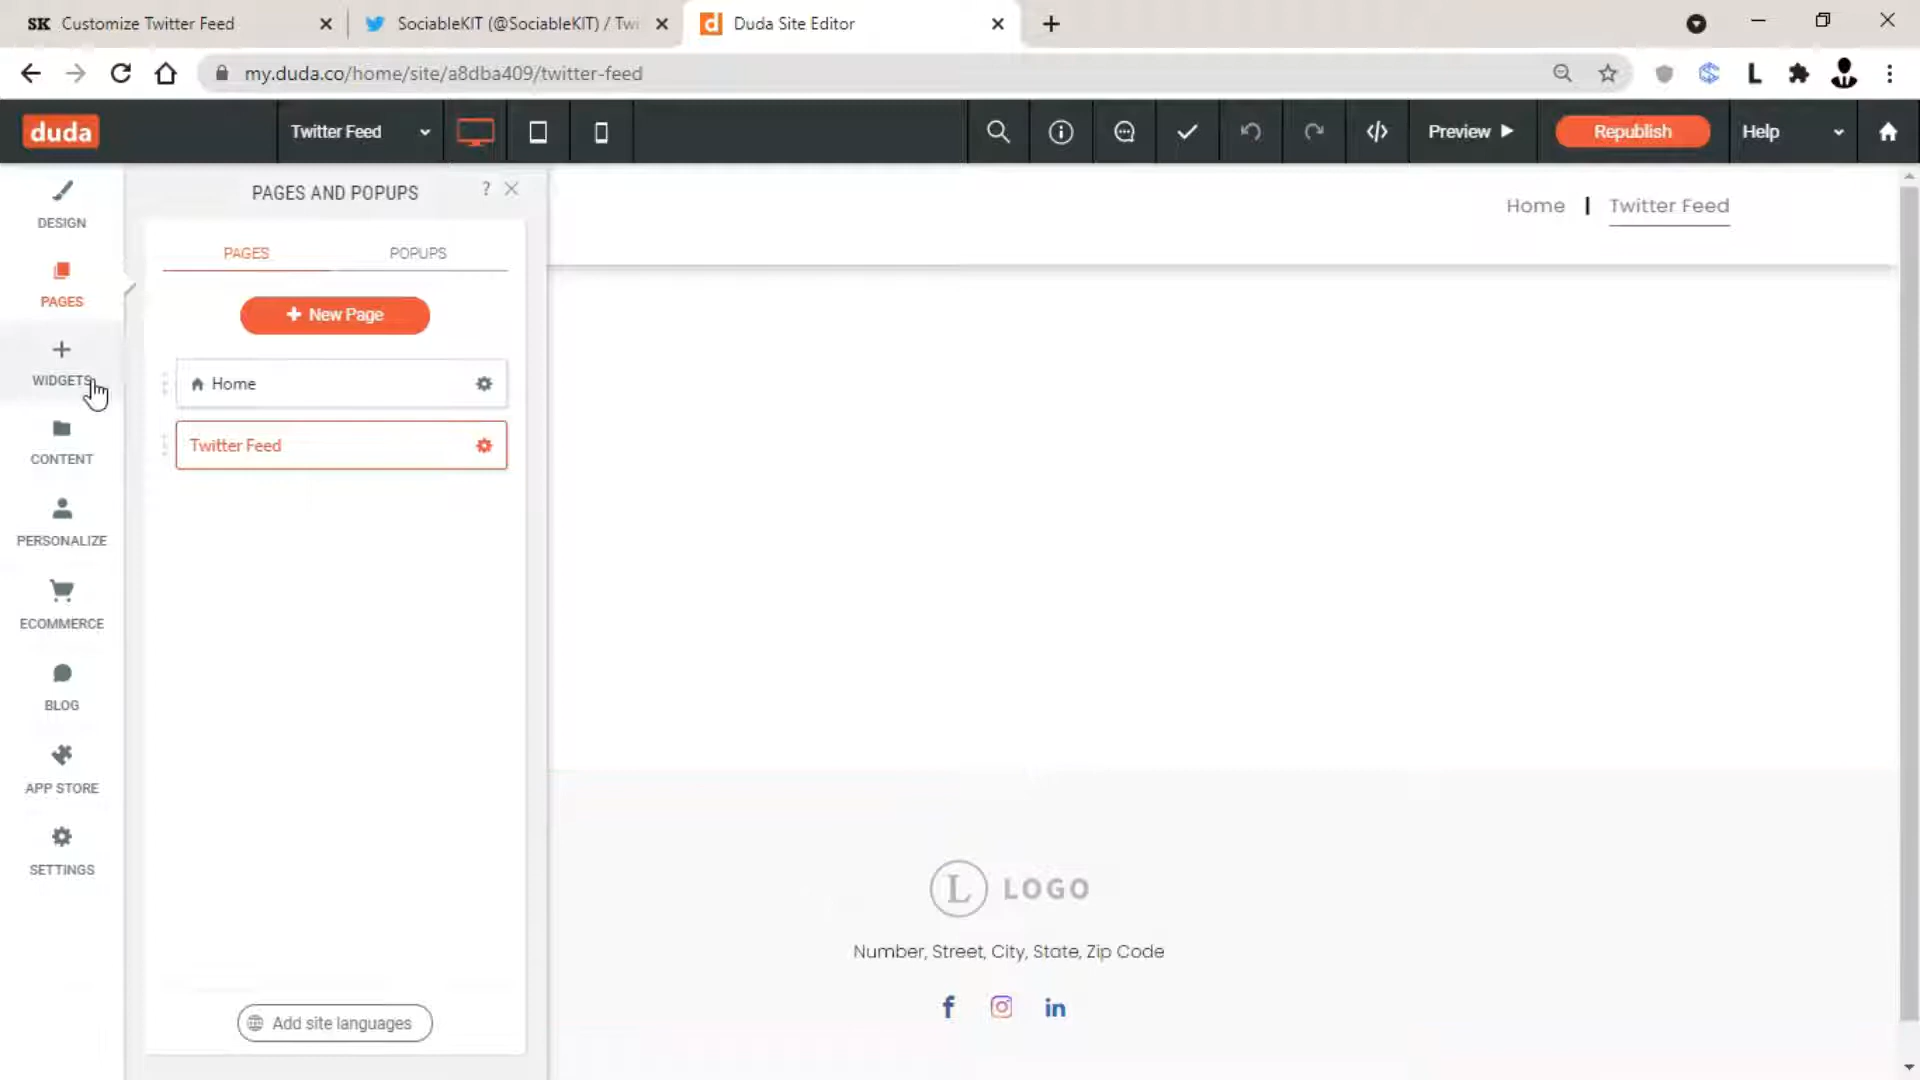 SK Customize Twitter Feed
SociableKIT (@SociableKIT) / Twi
d Duda Site Editor
my.duda.co/home/site/a8dba409/twitter-feed
L
duda
Twitter Feed
Preview
Republish
Help
DESIGN
PAGES
WIDGETS
CONTENT
PERSONALIZE
ECOMMERCE
BLOG
APP STORE
SETTINGS
PAGES AND POPUPS
?
PAGES
POPUPS
+ New Page
Home
Twitter Feed
Add site languages
Home | Twitter Feed
L LOGO
Number, Street, City, State, Zip Code
f
in